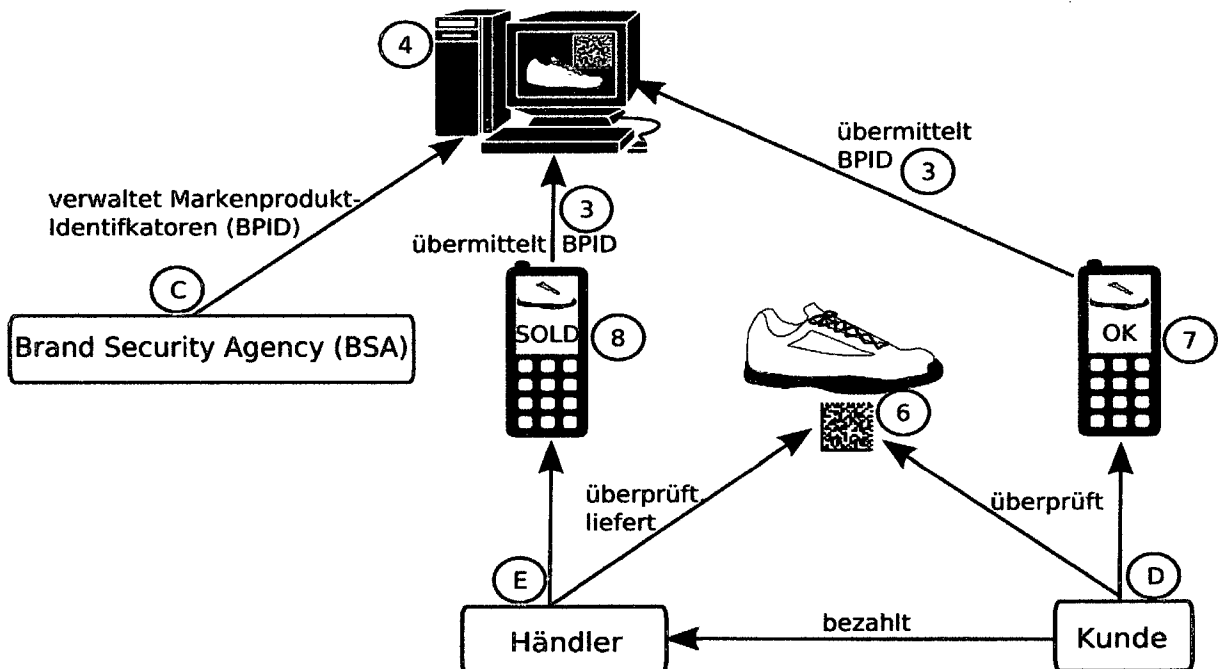 4
übermittelt
BPID
3
verwaltet Markenprodukt-
Identifkatoren (BPID)
3
übermittelt BPID
C
Brand Security Agency (BSA)
SOLD
8
OK
7
6
überprüft,
liefert
überprüft
E
D
bezahlt
Händler
Kunde